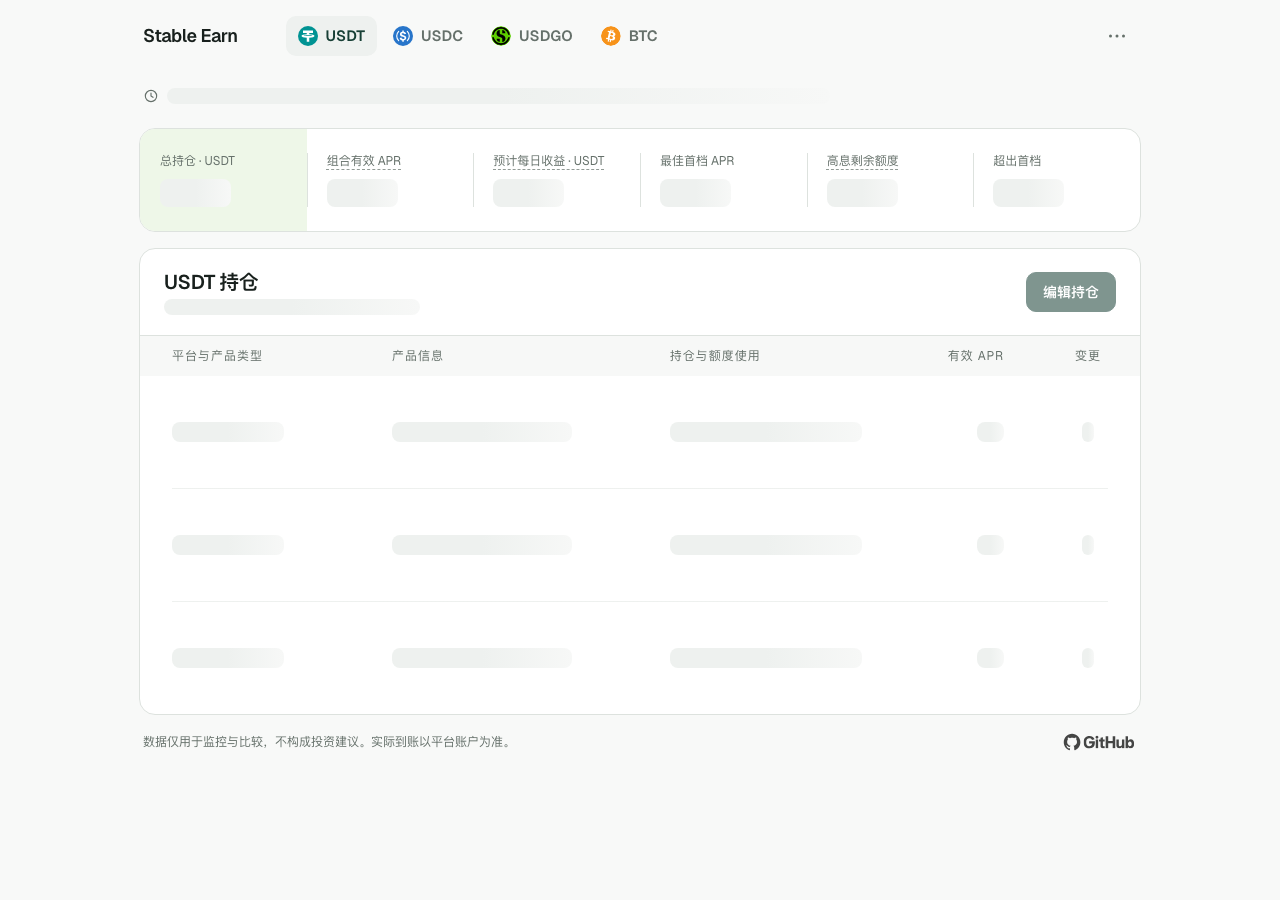 Stable Earn
USDT
USDC
USDGO
BTC
总持仓 · USDT
组合有效 APR
预计每日收益 · USDT
最佳首档 APR
高息剩余额度
超出首档
USDT 持仓
编辑持仓
平台与产品类型
产品信息
持仓与额度使用
有效 APR
变更
数据仅用于监控与比较，不构成投资建议。实际到账以平台账户为准。
GitHub